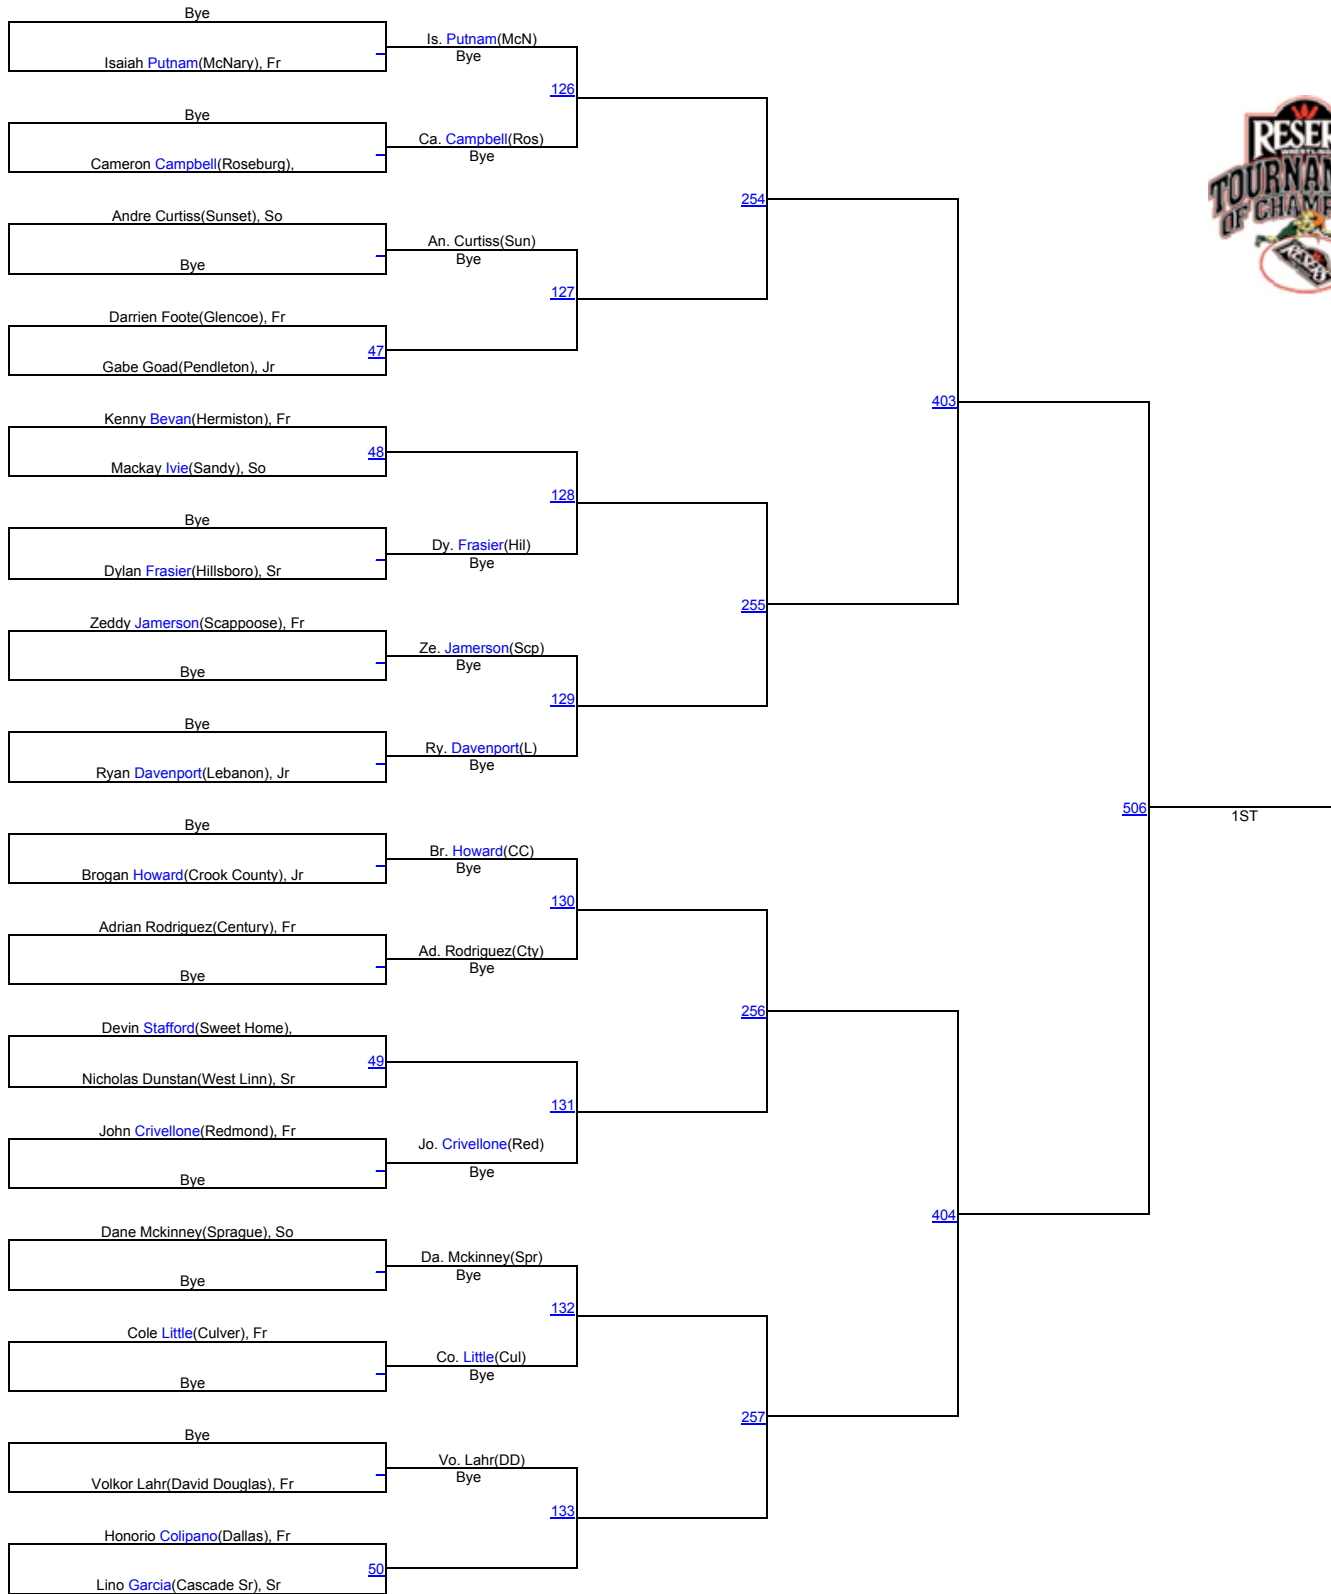 Bye
Isaiah Putnam(McNary), Fr
Bye
Cameron Campbell(Roseburg),
Andre Curtiss(Sunset), So
Bye
Darrien Foote(Glencoe), Fr
47
Gabe Goad(Pendleton), Jr
Kenny Bevan(Hermiston), Fr
48
Mackay Ivie(Sandy), So
Bye
Dylan Frasier(Hillsboro), Sr
Zeddy Jamerson(Scappoose), Fr
Bye
Bye
Ryan Davenport(Lebanon), Jr
Bye
Brogan Howard(Crook County), Jr
Adrian Rodriguez(Century), Fr
Bye
Devin Stafford(Sweet Home),
49
Nicholas Dunstan(West Linn), Sr
John Crivellone(Redmond), Fr
Bye
Dane Mckinney(Sprague), So
Bye
Cole Little(Culver), Fr
Bye
Bye
Volkor Lahr(David Douglas), Fr
Honorio Colipano(Dallas), Fr
50
Lino Garcia(Cascade Sr), Sr
Is. Putnam(McN)
Bye
126
Ca. Campbell(Ros)
Bye
An. Curtiss(Sun)
Bye
127
128
Dy. Frasier(Hil)
Bye
Ze. Jamerson(Scp)
Bye
129
Ry. Davenport(L)
Bye
Br. Howard(CC)
Bye
130
Ad. Rodriguez(Cty)
Bye
131
Jo. Crivellone(Red)
Bye
Da. Mckinney(Spr)
Bye
132
Co. Little(Cul)
Bye
Vo. Lahr(DD)
Bye
133
254
255
256
257
403
404
506
1ST
RESER
TOURNAM
OF CHAMP
RESER